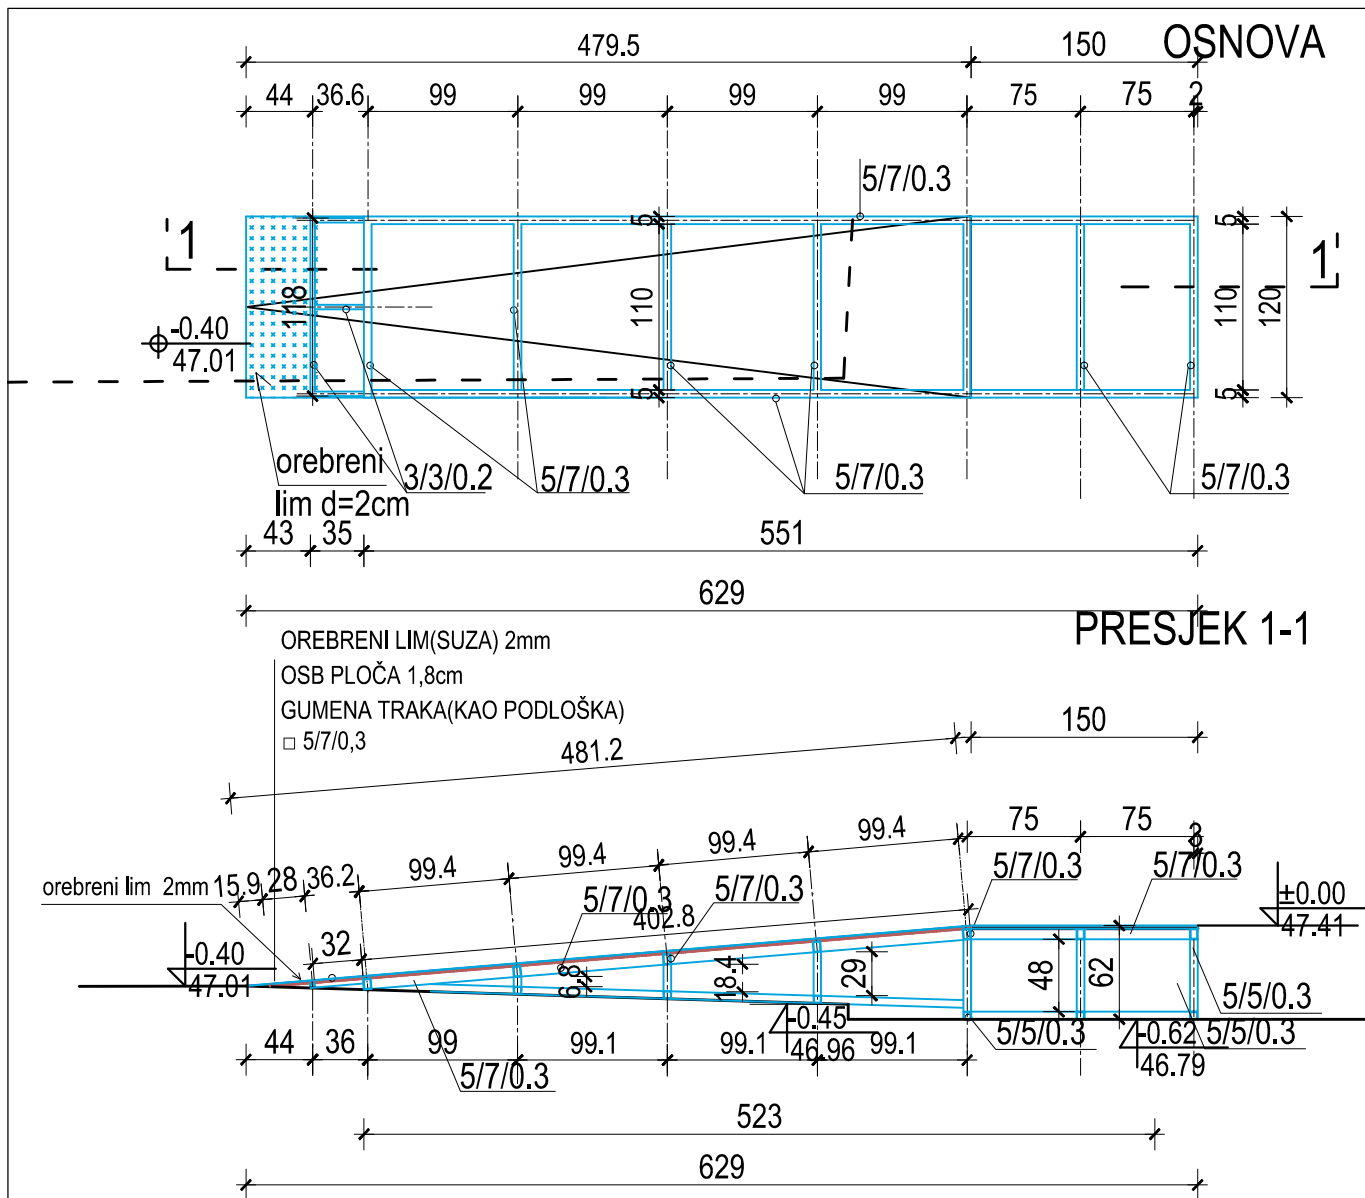 479.5 150 OSNOVA
44 36.6 99 99 99 99 75 75 2
5/7/0.3
1 5 5
118 110 110 120 1
-0.40
47.01
5 5
orebreni 3/3/0.2 5/7/0.3 5/7/0.3 5/7/0.3
lim d=2cm
43 35 551
629
PRESJEK 1-1
OREBRENI LIM(SUZA) 2mm
OSB PLOČA 1,8cm
GUMENA TRAKA(KAO PODLOŠKA)
□ 5/7/0,3
481.2 150
99.4 99.4 99.4 99.4 75 75 3
orebreni lim 2mm 15.9 28 36.2
5/7/0.3 5/7/0.3 5/7/0.3 5/7/0.3
402.8
±0.00
47.41
32
-0.40
47.01
6.8 18.4 29 48 62
5/5/0.3
-0.45
46.96
5/5/0.3
-0.62
46.79
5/5/0.3
44 36 99 99.1 99.1 99.1
5/7/0.3
523
629